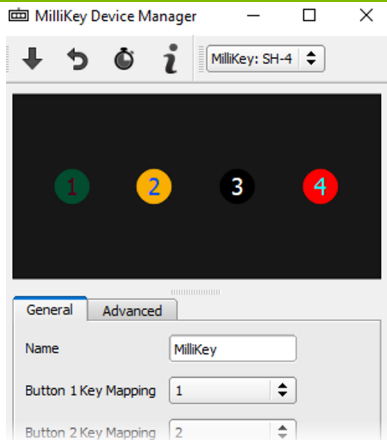 MilliKey Device Manager
MilliKey: SH-4
1 2 3 4
General Advanced
Name MilliKey
Button 1 Key Mapping 1
Button 2 Key Mapping 2